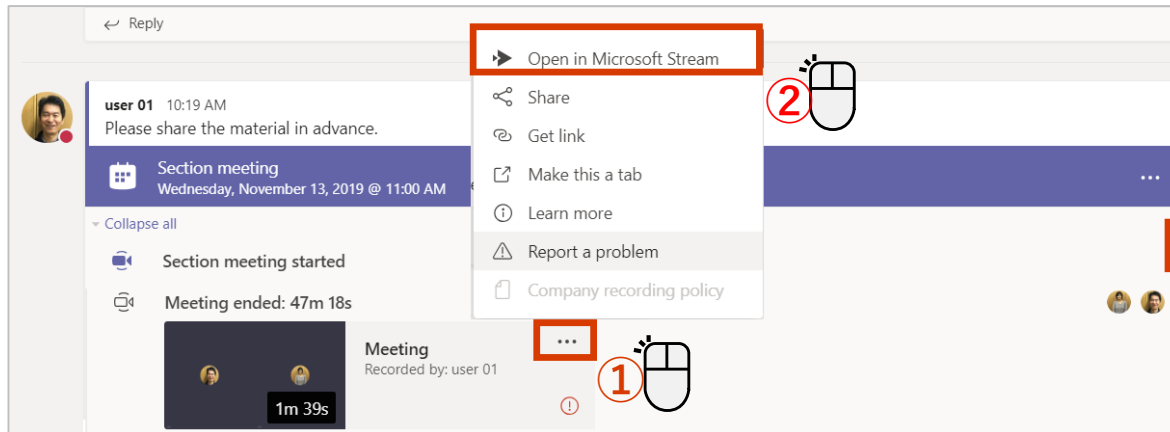 Reply
Open in Microsoft Stream
user 01 10:19 AM
Share
Please share the material in advance.
②
Get link
Section meeting
Wednesday, November 13, 2019 @ 11:00 AM
...
Make this a tab
Collapse all
Learn more
Section meeting started
Report a problem
Meeting ended: 47m 18s
Company recording policy
...
Meeting
Recorded by: user 01
①
1m 39s